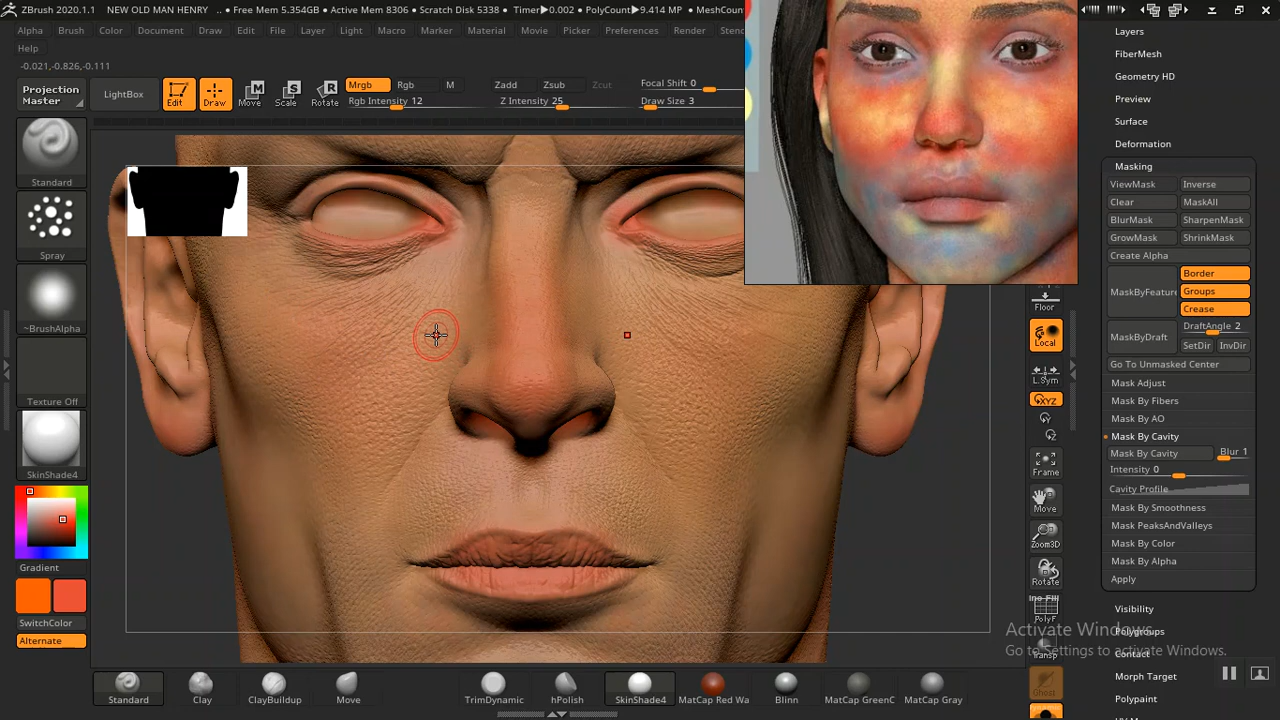 ZBrush 2020.1.1 NEW OLD MAN HENRY .. ● Free Mem 5.354GB ● Active Mem 8306 ● Scratch Disk 5338 ● Timer▶0.002 ● PolyCount▶9.414 MP ● MeshCoun
Alpha Brush Color Document Draw Edit File Layer Light Macro Marker Material Movie Picker Preferences Render Stenc
Help
-0.021,-0.826,-0.111
Projection Master
LightBox
Edit
Draw
Move
Scale
Rotate
Mrgb Rgb M
Rgb Intensity 12
Zadd Zsub Zcut
Z Intensity 25
Focal Shift 0
Draw Size 3
Standard
Spray
~BrushAlpha
Texture Off
SkinShade4
Gradient
SwitchColor
Alternate
Floor
Local
L.Sym
XYZ
Y
Z
Frame
Move
Zoom3D
Rotate
PolyF
Transp
Ghost
Layers
FiberMesh
Geometry HD
Preview
Surface
Deformation
Masking
ViewMask Inverse
Clear MaskAll
BlurMask SharpenMask
GrowMask ShrinkMask
Create Alpha
MaskByFeature
Border
Groups
Crease
MaskByDraft
DraftAngle 2
SetDir InvDir
Go To Unmasked Center
Mask Adjust
Mask By Fibers
Mask By AO
Mask By Cavity
Mask By Cavity Blur 1
Intensity 0
Cavity Profile
Mask By Smoothness
Mask By PeaksAndValleys
Mask By Color
Mask By Alpha
Apply
Visibility
Polygroups
Contact
Morph Target
Polypaint
Activate Windows
Go to Settings to activate Windows.
Standard Clay ClayBuildup Move TrimDynamic hPolish SkinShade4 MatCap Red Wa Blinn MatCap GreenC MatCap Gray